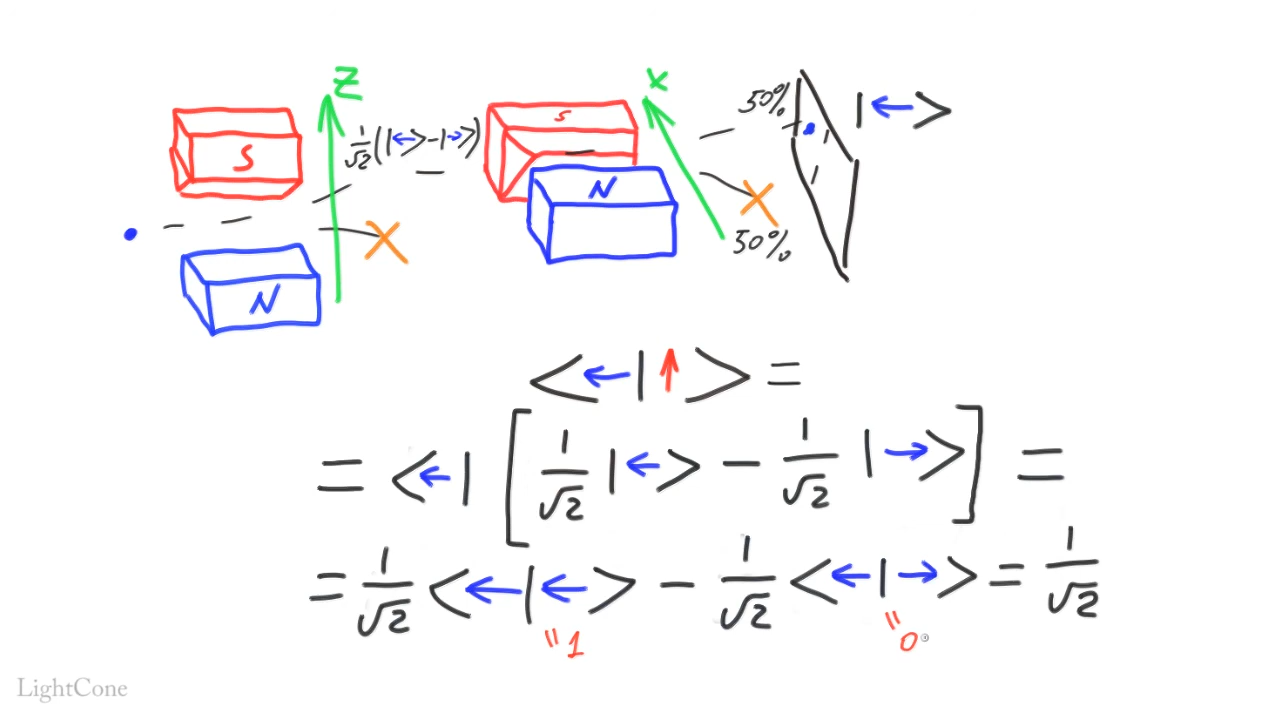 Z
x
S
N
1/√2(|←>−|→>)
S
N
50%
50%
|←>
<←|↑> =
= <←| [1/√2 |←> − 1/√2 |→>] =
= 1/√2 <←|←> − 1/√2 <←|→> = 1/√2
"1
"0
LightCone